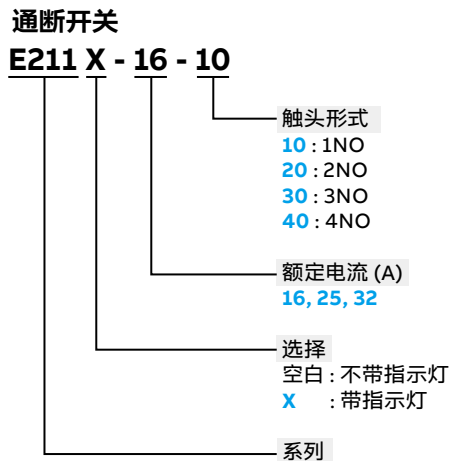 通断开关
E211 X - 16 - 10
触头形式
10 : 1NO
20 : 2NO
30 : 3NO
40 : 4NO
额定电流 (A)
16, 25, 32
选择
空白 : 不带指示灯
X : 带指示灯
系列